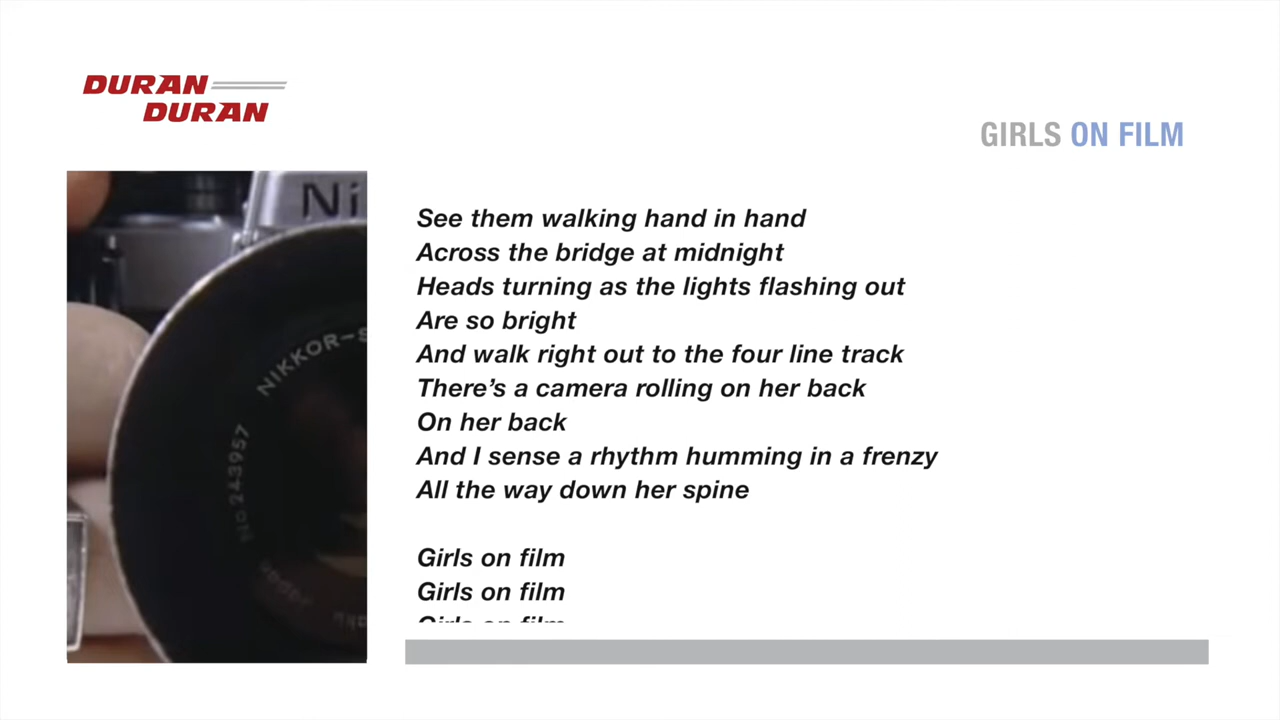 DURAN
DURAN
GIRLS ON FILM
Ni
NIKKOR-S
No.243957
See them walking hand in hand
Across the bridge at midnight
Heads turning as the lights flashing out
Are so bright
And walk right out to the four line track
There's a camera rolling on her back
On her back
And I sense a rhythm humming in a frenzy
All the way down her spine
Girls on film
Girls on film
Girls on film